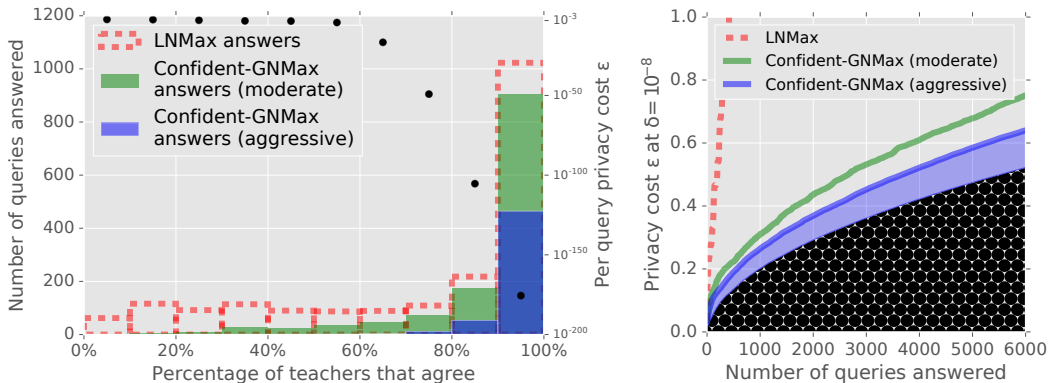 1200
1000
800
600
400
200
0
Number of queries answered
LNMax answers
Confident-GNMax
answers (moderate)
Confident-GNMax
answers (aggressive)
10^-3
10^-50
10^-100
10^-150
10^-200
Per query privacy cost ε
0% 20% 40% 60% 80% 100%
Percentage of teachers that agree
1.0
0.8
0.6
0.4
0.2
0.0
Privacy cost ε at δ=10^-8
LNMax
Confident-GNMax (moderate)
Confident-GNMax (aggressive)
0 1000 2000 3000 4000 5000 6000
Number of queries answered